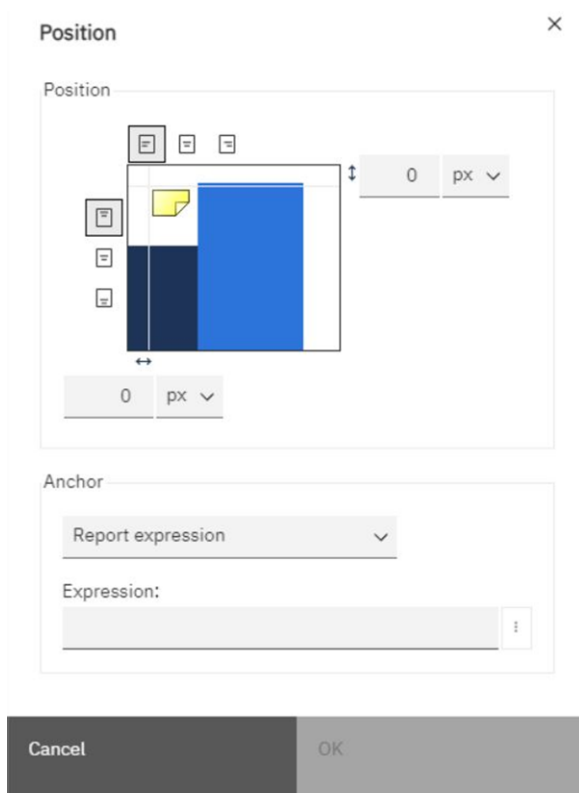 Position
Position
0 px
0 px
Anchor
Report expression
Expression:
Cancel OK